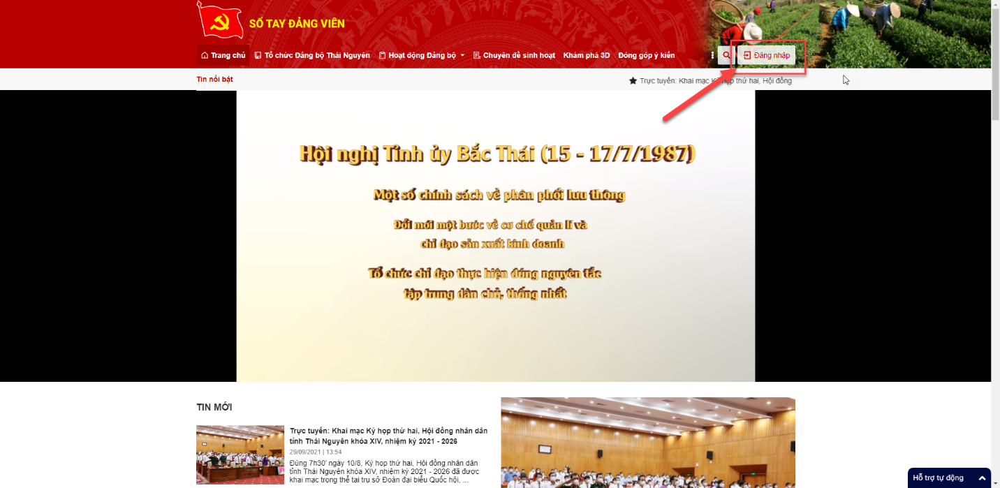 SỔ TAY ĐẢNG VIÊN
Trang chủ Tổ chức Đảng bộ Thái Nguyên Hoạt động Đảng bộ Chuyên đề sinh hoạt Khám phá 3D Đóng góp ý kiến Đăng nhập
Tin nổi bật Trực tuyến: Khai mạc Kỳ họp thứ hai, Hội đồng
Hội nghị Tỉnh ủy Bắc Thái (15 - 17/7/1987)
Một số chính sách về phân phối lưu thông
Đổi mới một bước về cơ chế quản lí và
chỉ đạo sản xuất kinh doanh
Tổ chức chỉ đạo thực hiện đúng nguyên tắc
tập trung dân chủ, thống nhất
TIN MỚI
Trực tuyến: Khai mạc Kỳ họp thứ hai, Hội đồng nhân dân
tỉnh Thái Nguyên khóa XIV, nhiệm kỳ 2021 - 2026
29/09/2021 | 13:54
Đúng 7h30' ngày 10/8, Kỳ họp thứ hai, Hội đồng nhân dân
tỉnh Thái Nguyên khóa XIV, nhiệm kỳ 2021 - 2026 đã được
khai mạc trọng thể tại trụ sở Đoàn đại biểu Quốc hội, ...
Hỗ trợ tự động